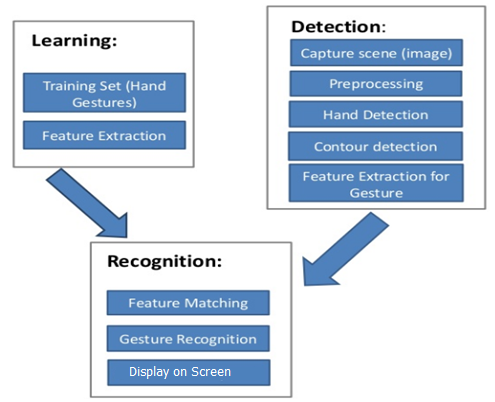 Learning:
Training Set (Hand
Gestures)
Feature Extraction
Detection:
Capture scene (image)
Preprocessing
Hand Detection
Contour detection
Feature Extraction for
Gesture
Recognition:
Feature Matching
Gesture Recognition
Display on Screen